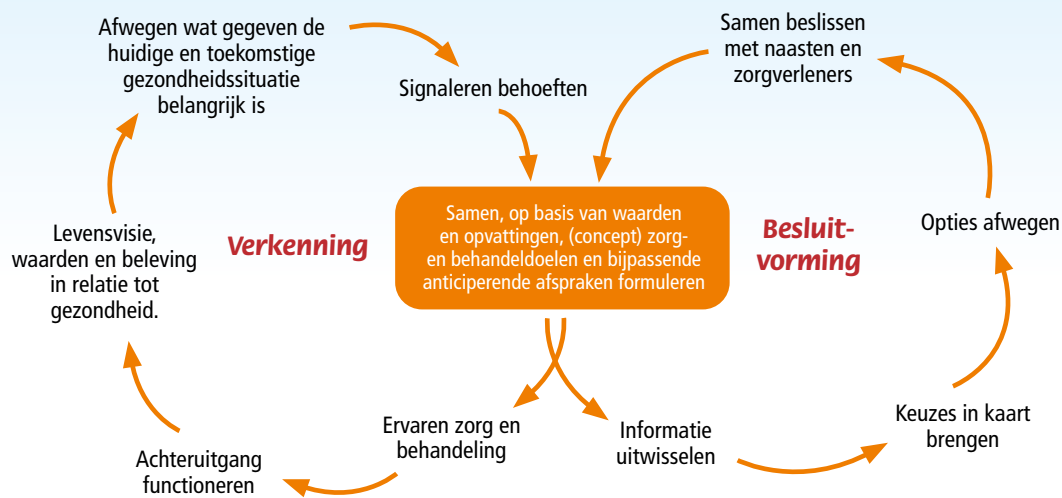 Afwegen wat gegeven de
huidige en toekomstige
gezondheidssituatie
belangrijk is
Signaleren behoeften
Samen beslissen
met naasten en
zorgverleners
Levensvisie,
waarden en beleving
in relatie tot
gezondheid.
Verkenning
Samen, op basis van waarden
en opvattingen, (concept) zorg-
en behandeldoelen en bijpassende
anticiperende afspraken formuleren
Besluit-
vorming
Opties afwegen
Achteruitgang
functioneren
Ervaren zorg en
behandeling
Informatie
uitwisselen
Keuzes in kaart
brengen